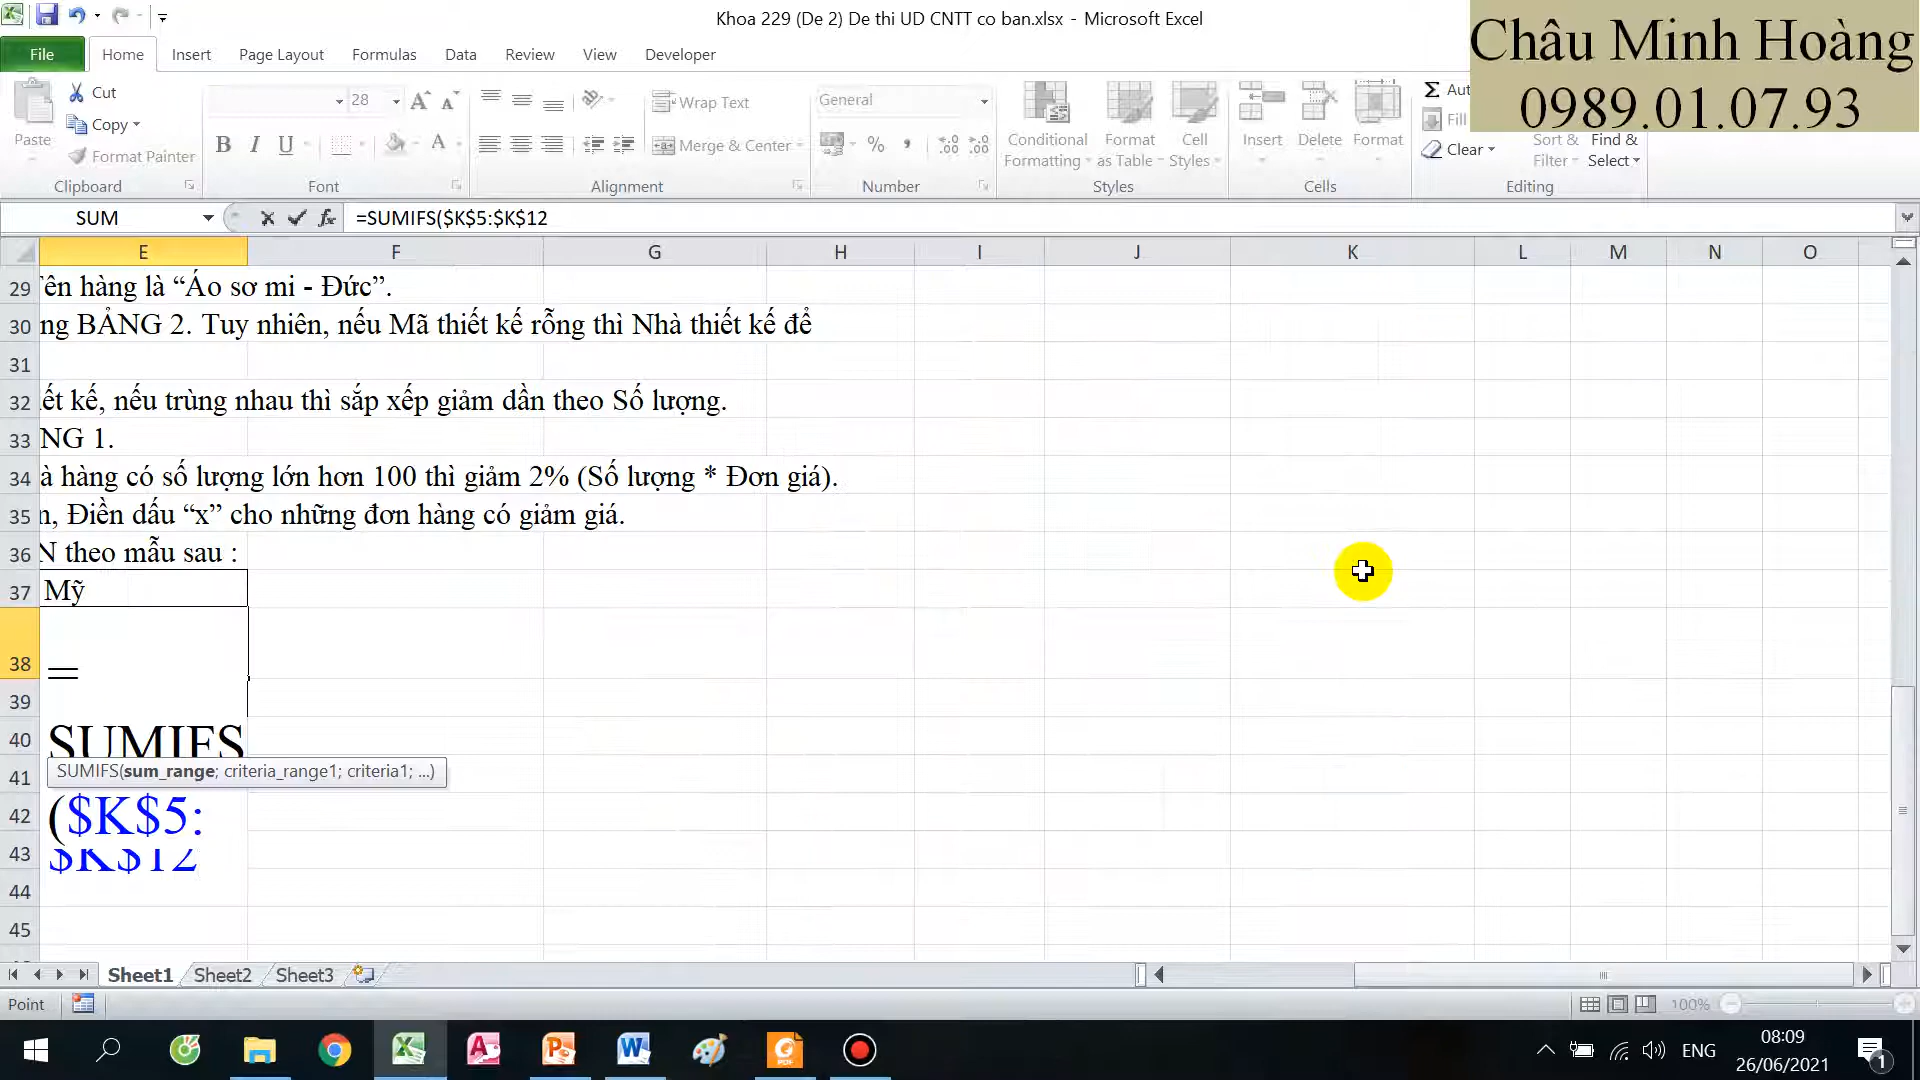 Khoa 229 (De 2) De thi UD CNTT co ban.xlsx - Microsoft Excel
Châu Minh Hoàng
0989.01.07.93
File Home Insert Page Layout Formulas Data Review View Developer
Paste
Cut
Copy
Format Painter
28
B I U
A
Wrap Text
Merge & Center
General
%
Conditional Formatting
Format as Table
Cell Styles
Insert Delete Format
Σ Aut
Fill
Clear
Sort & Filter
Find & Select
Clipboard Font Alignment Number Styles Cells Editing
SUM fx =SUMIFS($K$5:$K$12
E F G H I J K L M N O
29 Tên hàng là “Áo sơ mi - Đức”.
30 ng BẢNG 2. Tuy nhiên, nếu Mã thiết kế rỗng thì Nhà thiết kế để
31
32 iết kế, nếu trùng nhau thì sắp xếp giảm dần theo Số lượng.
33 NG 1.
34 à hàng có số lượng lớn hơn 100 thì giảm 2% (Số lượng * Đơn giá).
35 n, Điền dấu “x” cho những đơn hàng có giảm giá.
36 N theo mẫu sau :
37 Mỹ
38 =
39
40 SUMIFS
41 SUMIFS(sum_range; criteria_range1; criteria1; ...)
42 ($K$5:
43 $K$12
44
45
Sheet1 Sheet2 Sheet3
Point
100%
ENG
08:09
26/06/2021
1